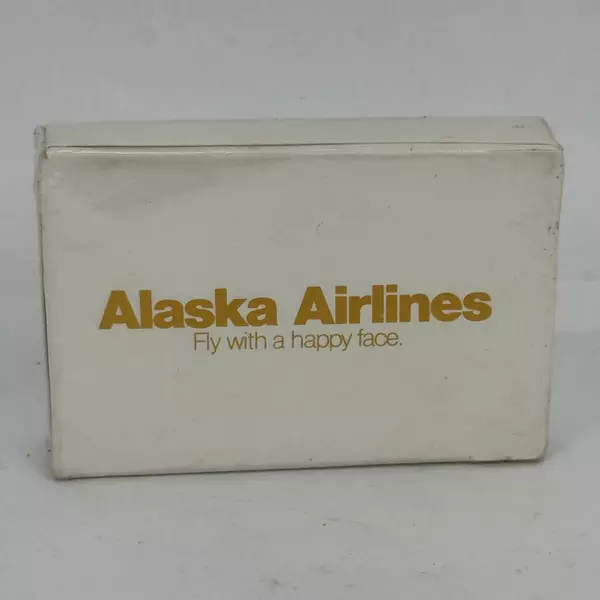 Alaska Airlines
Fly with a happy face.